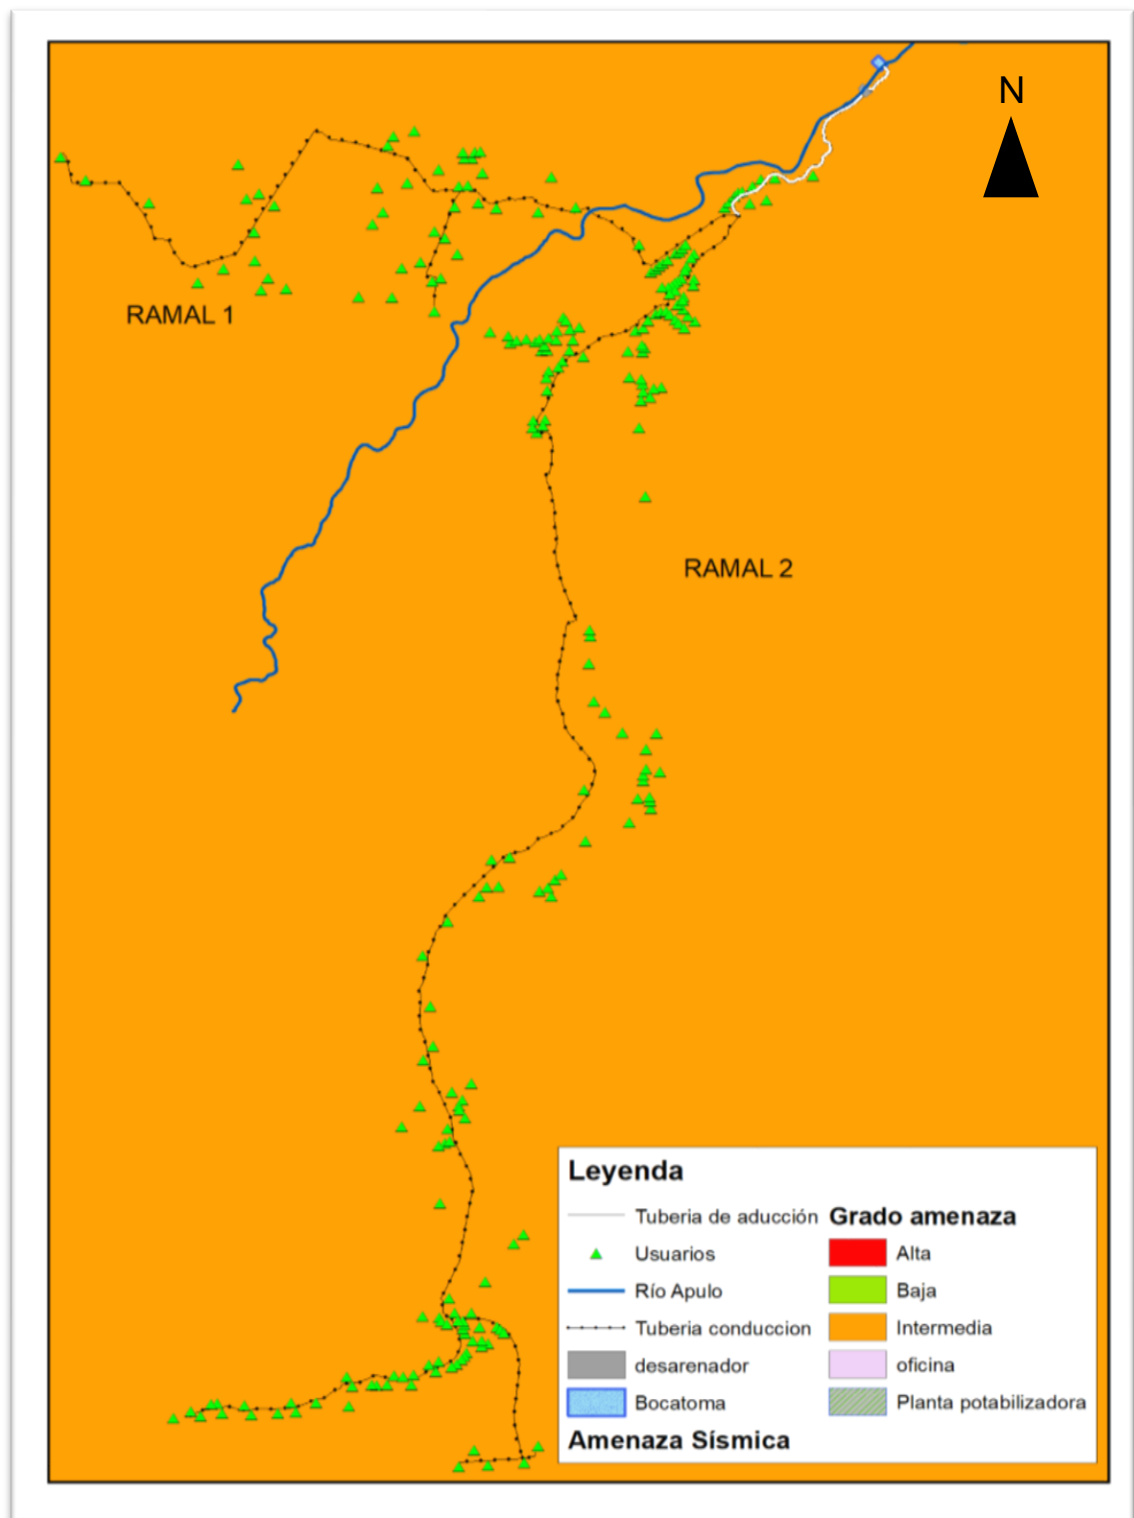 N
RAMAL 1
RAMAL 2
Leyenda
Tuberia de aducción
Usuarios
Río Apulo
Tuberia conduccion
desarenador
Bocatoma
Amenaza Sísmica
Grado amenaza
Alta
Baja
Intermedia
oficina
Planta potabilizadora